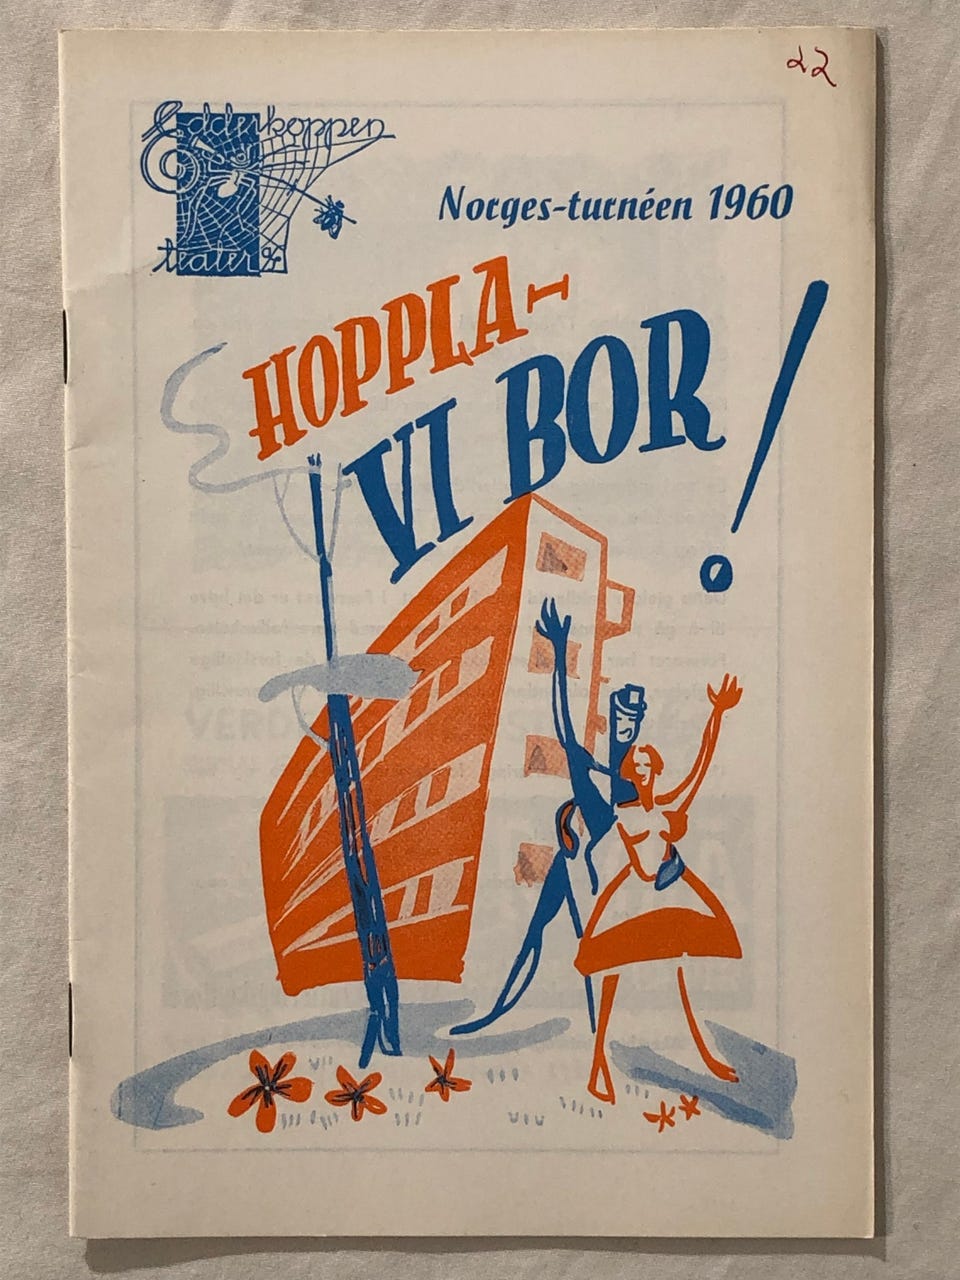 22
Edderkoppen
teater %
Norges-turnéen 1960
HOPPLA-
VI BOR!